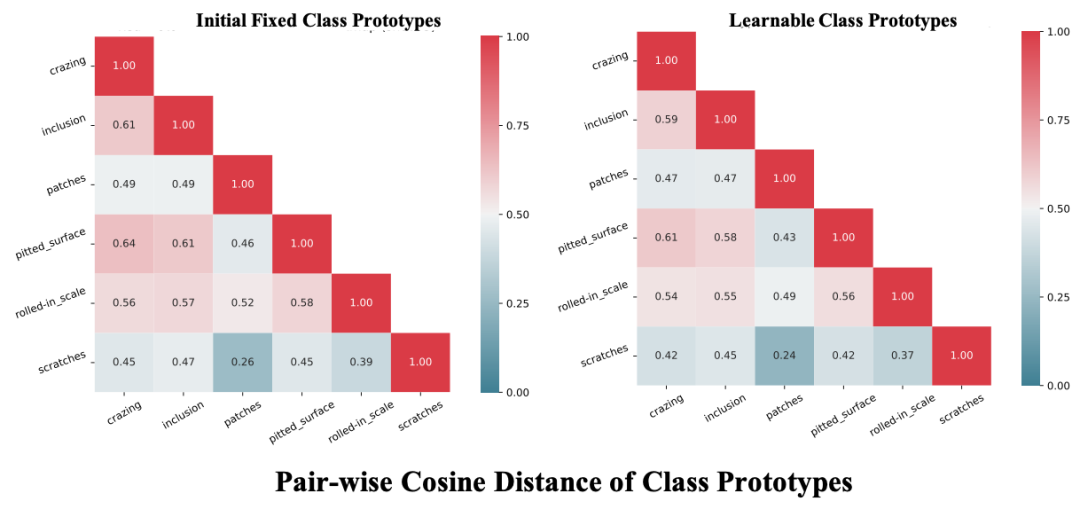 Initial Fixed Class Prototypes
Learnable Class Prototypes
crazing 1.00
inclusion 0.61 1.00
patches 0.49 0.49 1.00
pitted_surface 0.64 0.61 0.46 1.00
rolled-in_scale 0.56 0.57 0.52 0.58 1.00
scratches 0.45 0.47 0.26 0.45 0.39 1.00
crazing inclusion patches pitted_surface rolled-in_scale scratches
1.00
0.75
0.50
0.25
0.00
crazing 1.00
inclusion 0.59 1.00
patches 0.47 0.47 1.00
pitted_surface 0.61 0.58 0.43 1.00
rolled-in_scale 0.54 0.55 0.49 0.56 1.00
scratches 0.42 0.45 0.24 0.42 0.37 1.00
crazing inclusion patches pitted_surface rolled-in_scale scratches
1.00
0.75
0.50
0.25
0.00
Pair-wise Cosine Distance of Class Prototypes